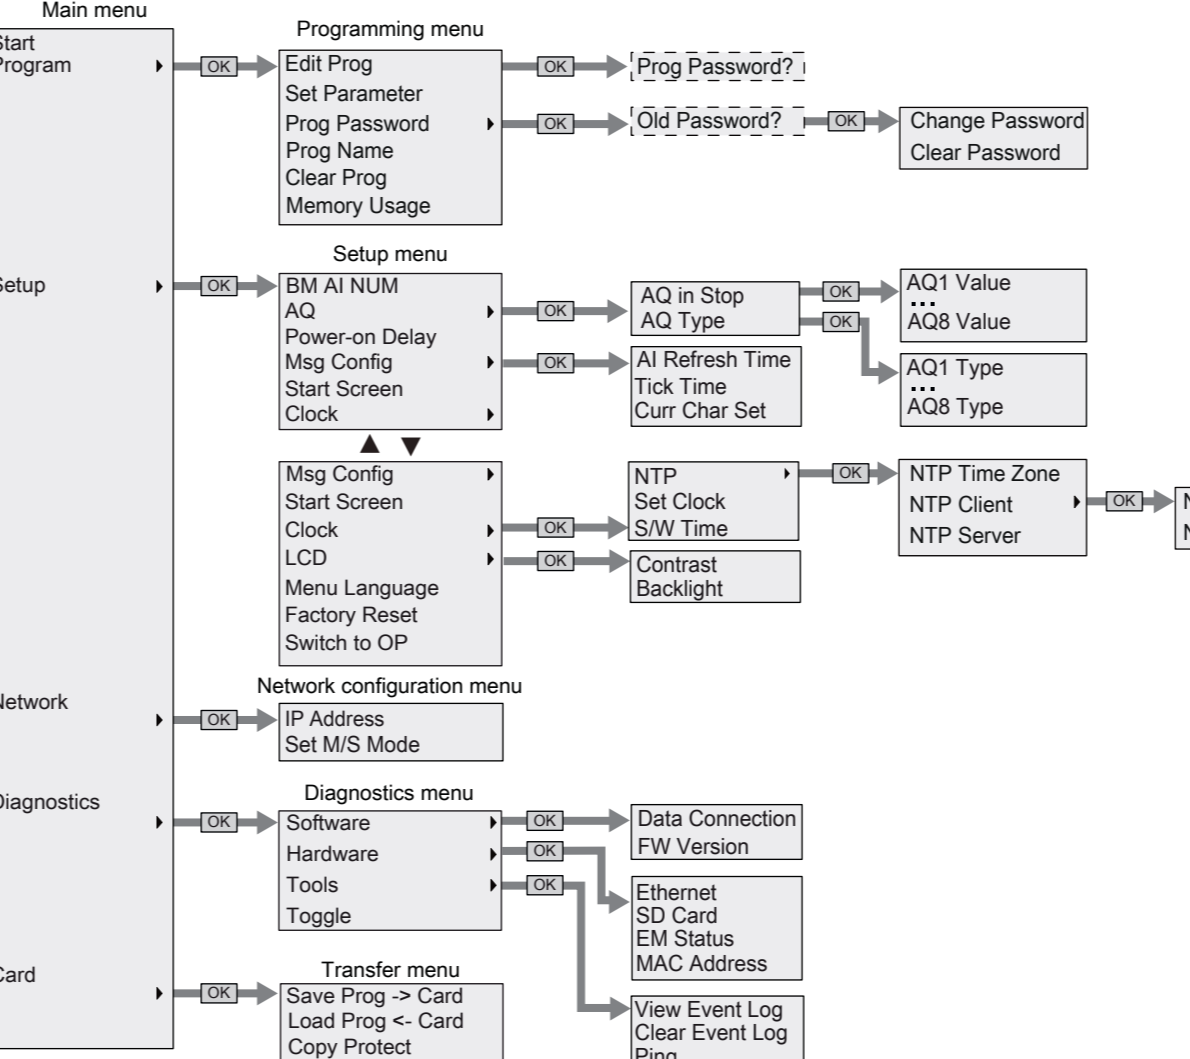 Main menu
Start
Program
OK
Programming menu
Edit Prog
Set Parameter
Prog Password
Prog Name
Clear Prog
Memory Usage
OK
Prog Password?
OK
Old Password?
OK
Change Password
Clear Password
Setup
OK
Setup menu
BM AI NUM
AQ
Power-on Delay
Msg Config
Start Screen
Clock
OK
AQ in Stop
AQ Type
OK
AQ1 Value
...
AQ8 Value
OK
AQ1 Type
...
AQ8 Type
OK
AI Refresh Time
Tick Time
Curr Char Set
Msg Config
Start Screen
Clock
LCD
Menu Language
Factory Reset
Switch to OP
OK
NTP
Set Clock
S/W Time
OK
NTP Time Zone
NTP Client
NTP Server
OK
OK
Contrast
Backlight
Network
OK
Network configuration menu
IP Address
Set M/S Mode
Diagnostics
OK
Diagnostics menu
Software
Hardware
Tools
Toggle
OK
Data Connection
FW Version
OK
Ethernet
SD Card
EM Status
MAC Address
OK
View Event Log
Clear Event Log
Ping
Card
OK
Transfer menu
Save Prog -> Card
Load Prog <- Card
Copy Protect